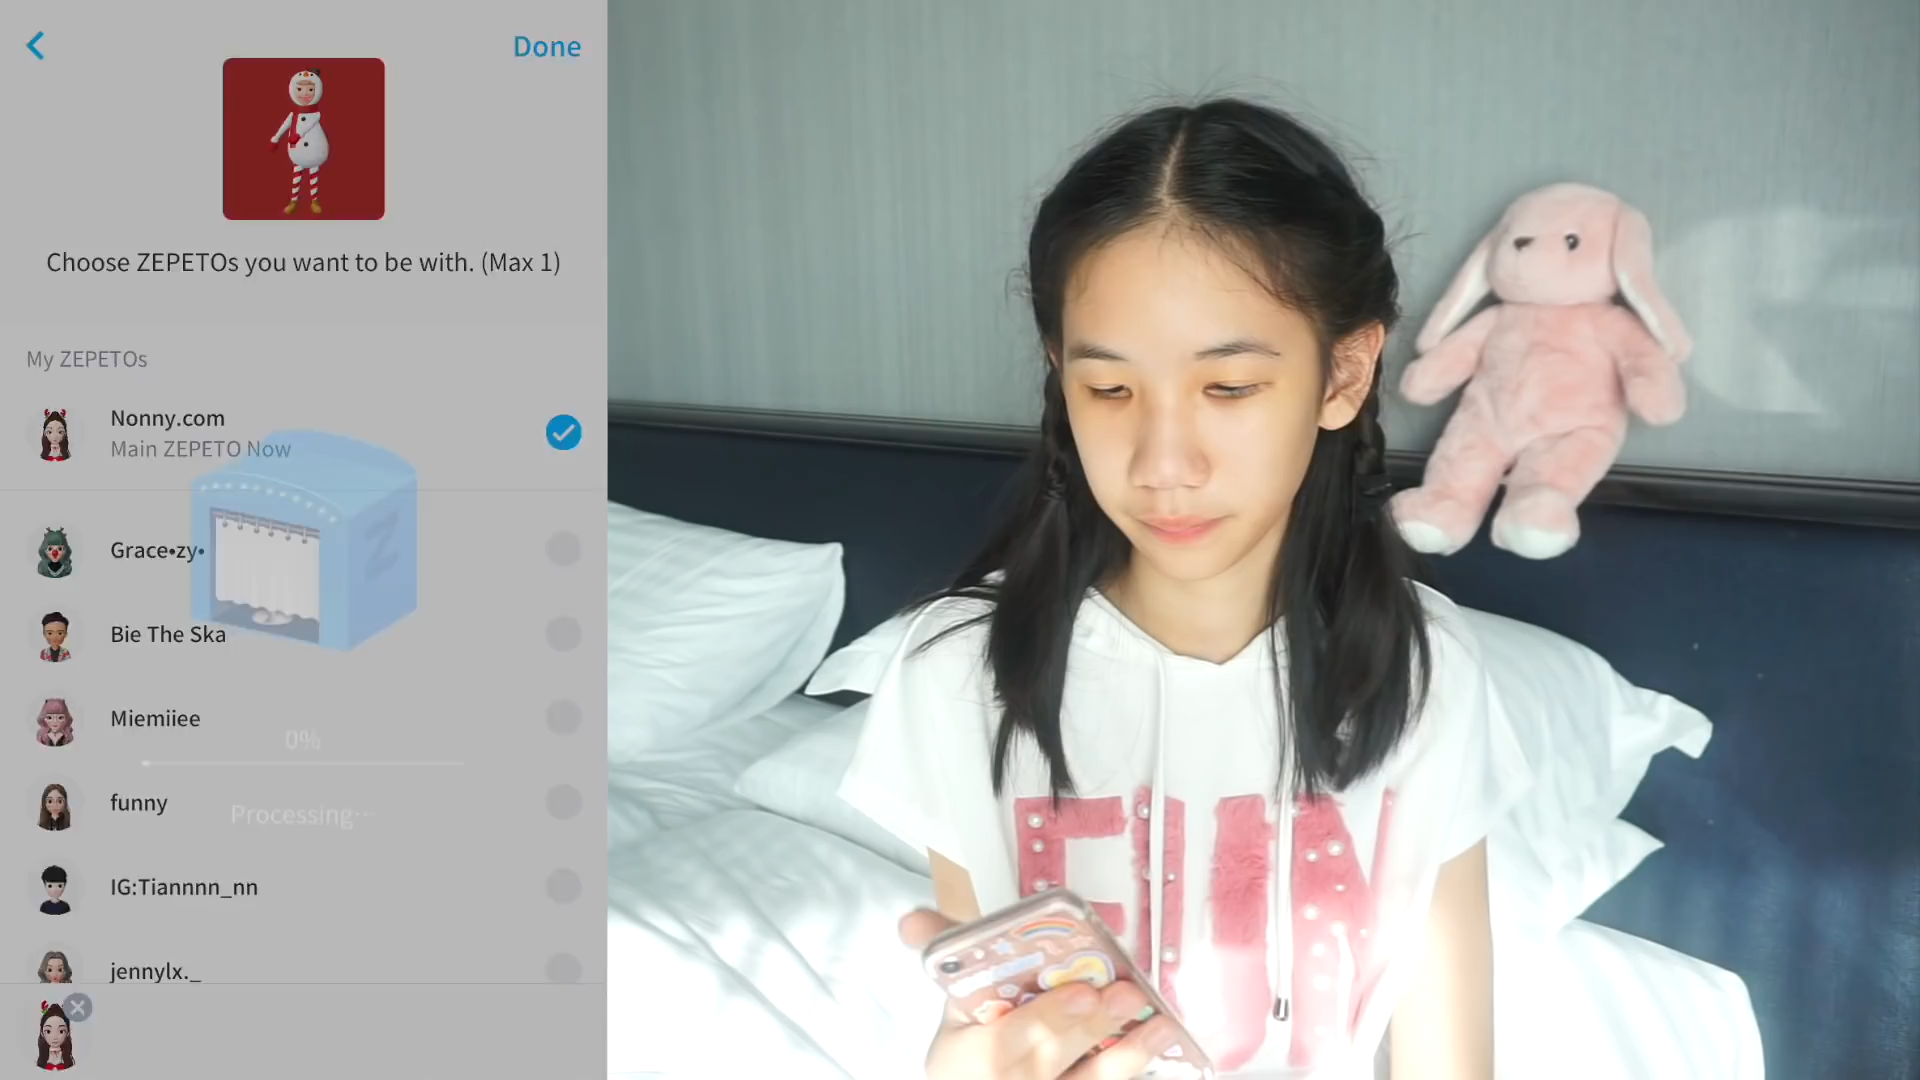 Done
Choose ZEPETOs you want to be with. (Max 1)
My ZEPETOs
Nonny.com
Main ZEPETO Now
Grace•zy•
Bie The Ska
Miemiiee
0%
funny
Processing···
IG:Tiannnn_nn
jennylx._
Z
FUN